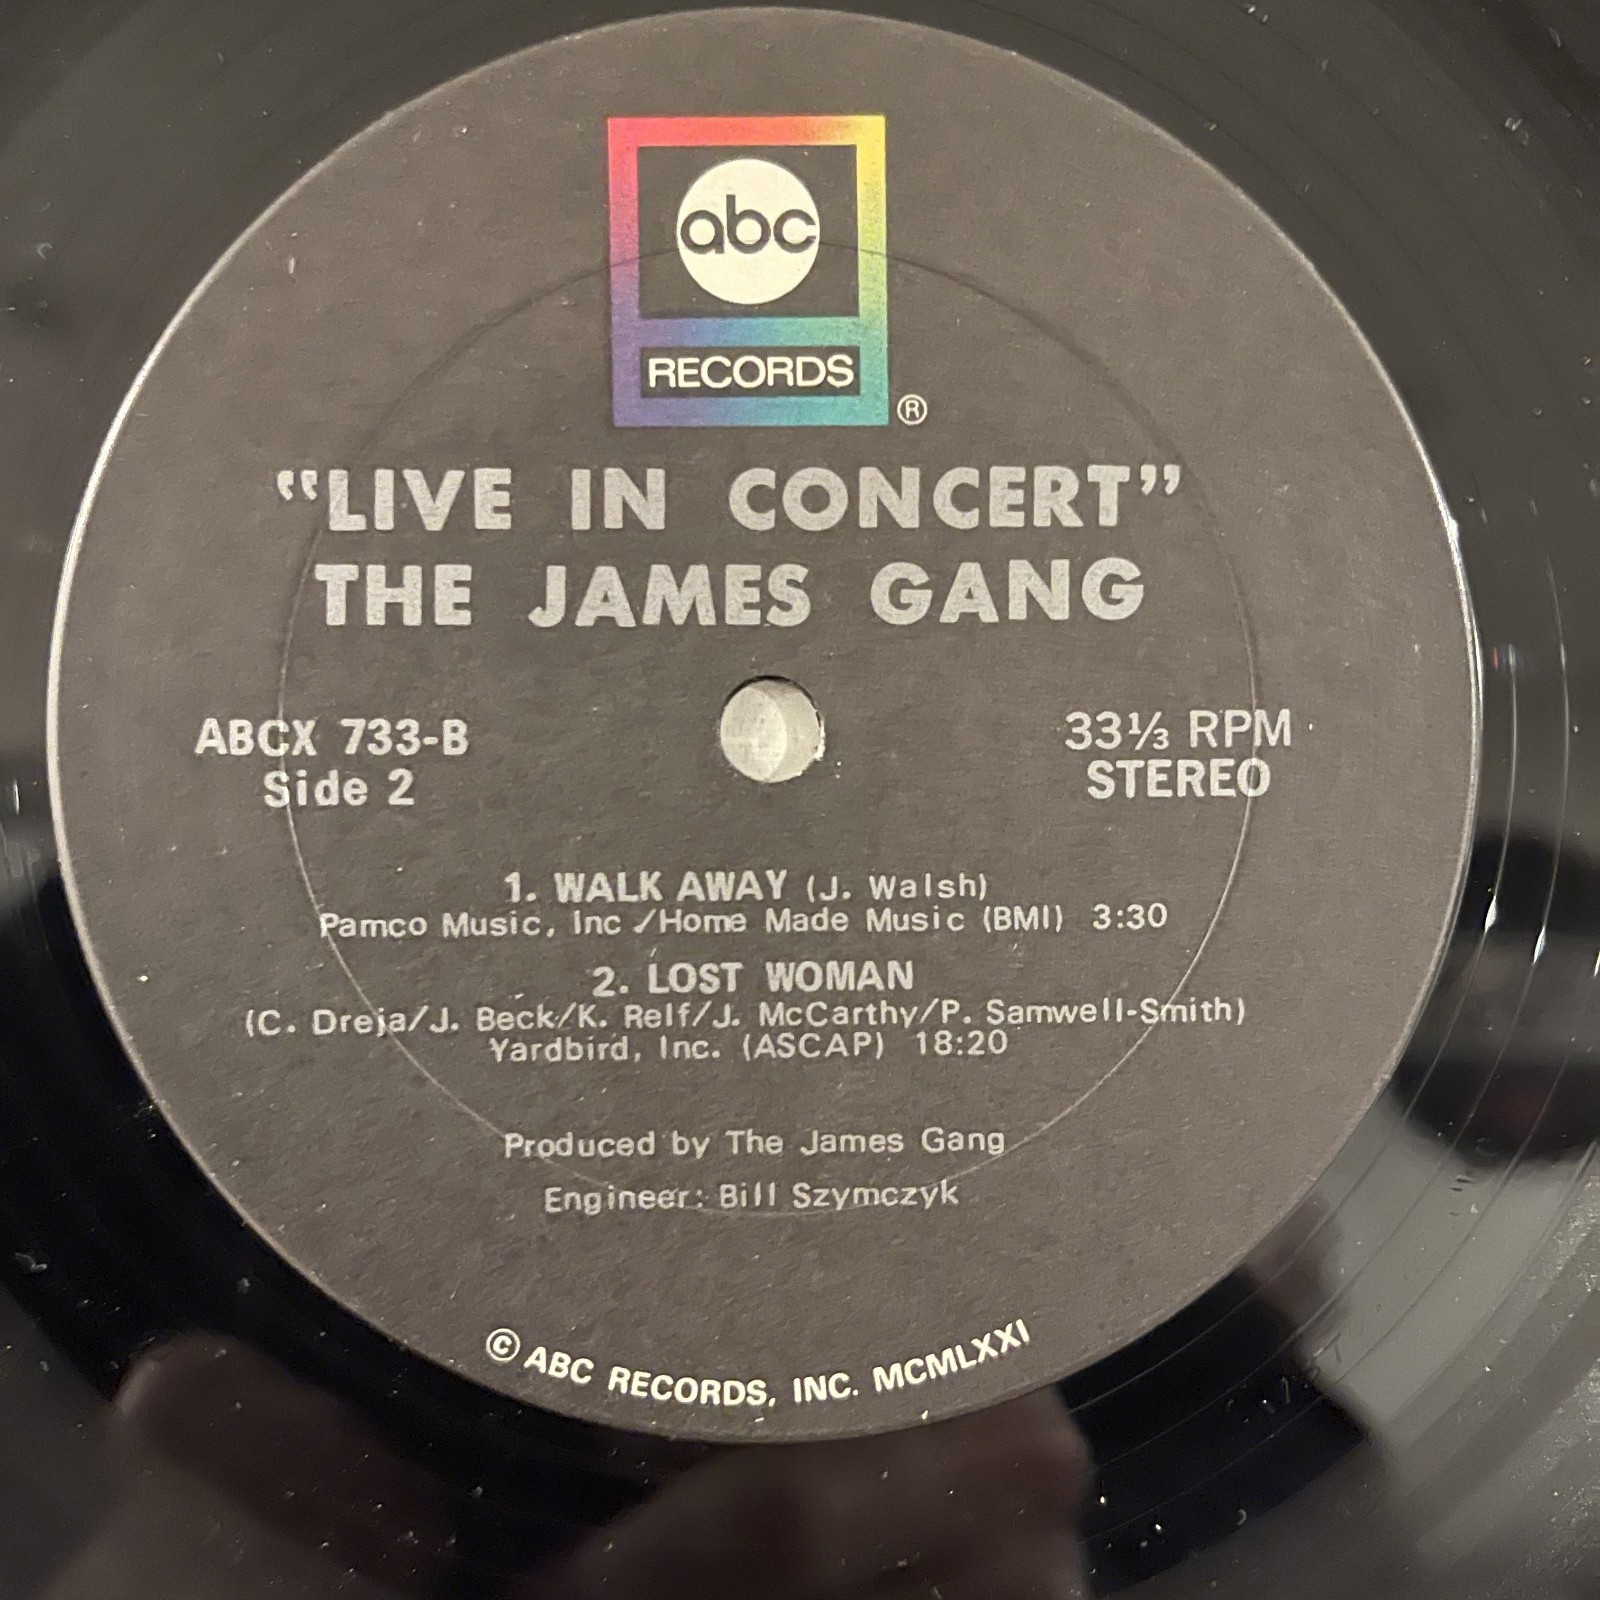 abc
RECORDS
®
“LIVE IN CONCERT”
THE JAMES GANG
ABCX 733-B
Side 2
33⅓ RPM
STEREO
1. WALK AWAY (J. Walsh)
Pamco Music, Inc./Home Made Music (BMI) 3:30
2. LOST WOMAN
(C. Dreja/J. Beck/K. Relf/J. McCarthy/P. Samwell-Smith)
Yardbird, Inc. (ASCAP) 18:20
Produced by The James Gang
Engineer: Bill Szymczyk
© ABC RECORDS, INC. MCMLXXI